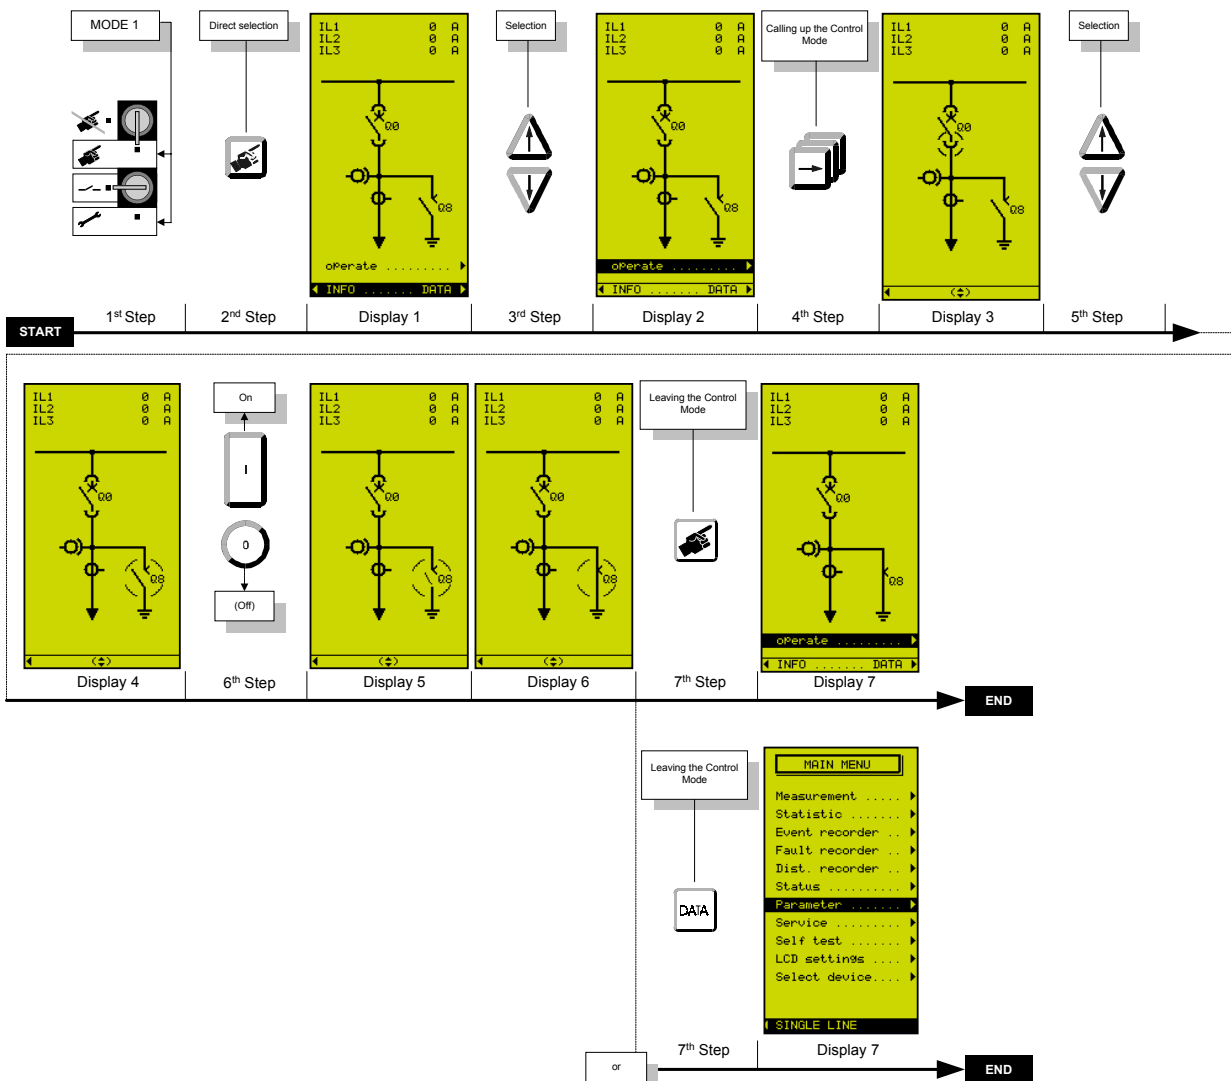 MODE 1
Direct selection
IL1 0 A
IL2 0 A
IL3 0 A
Q0
Q8
operate .........
INFO ....... DATA
Selection
IL1 0 A
IL2 0 A
IL3 0 A
Q0
Q8
operate .........
INFO ....... DATA
Calling up the Control
Mode
IL1 0 A
IL2 0 A
IL3 0 A
Q0
Q8
Selection
START
1st Step
2nd Step
Display 1
3rd Step
Display 2
4th Step
Display 3
5th Step
IL1 0 A
IL2 0 A
IL3 0 A
Q0
Q8
On
I
0
(Off)
IL1 0 A
IL2 0 A
IL3 0 A
Q0
Q8
IL1 0 A
IL2 0 A
IL3 0 A
Q0
Q8
Leaving the Control
Mode
IL1 0 A
IL2 0 A
IL3 0 A
Q0
Q8
operate .........
INFO ....... DATA
Display 4
6th Step
Display 5
Display 6
7th Step
Display 7
END
Leaving the Control
Mode
DATA
MAIN MENU
Measurement .....
Statistic .......
Event recorder ..
Fault recorder ..
Dist. recorder ..
Status ..........
Parameter .......
Service .........
Self test .......
LCD settings ....
Select device....
SINGLE LINE
or
7th Step
Display 7
END